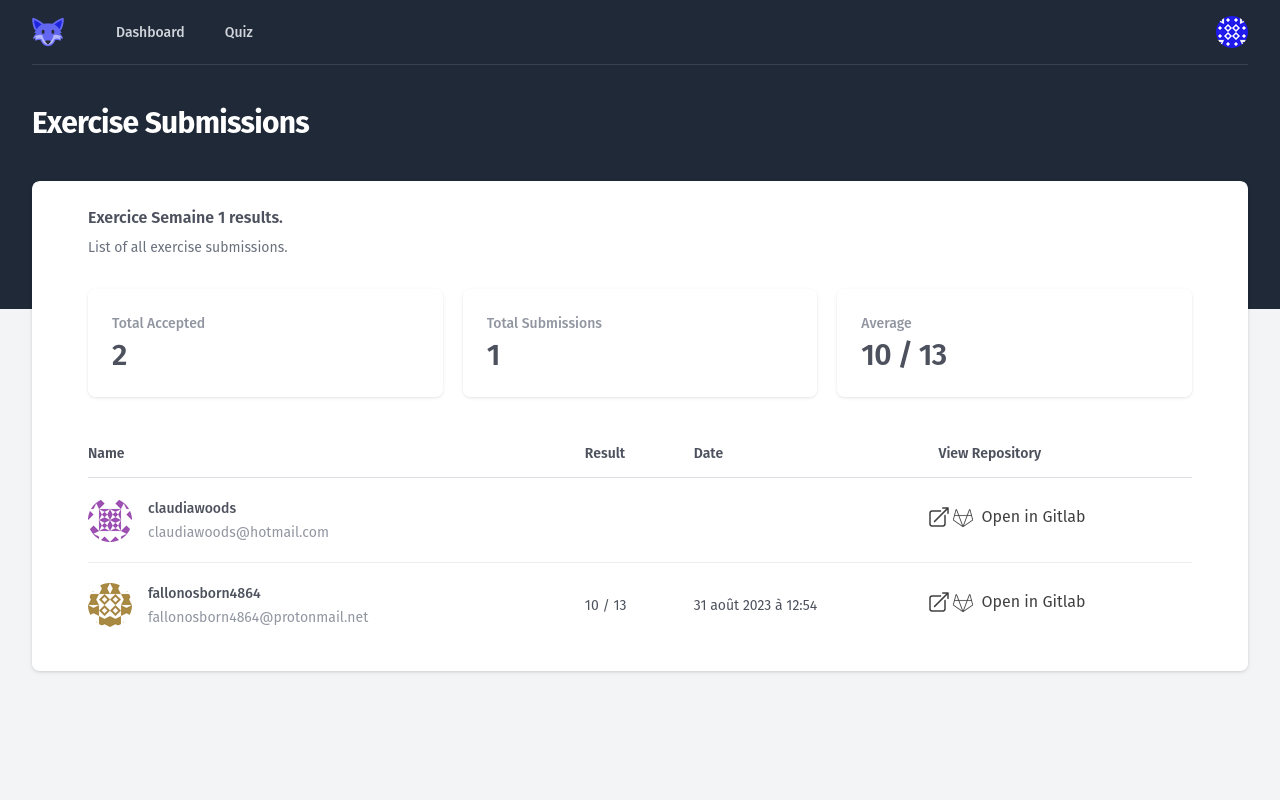 Dashboard Quiz
Exercise Submissions
Exercice Semaine 1 results.
List of all exercise submissions.
Total Accepted
2
Total Submissions
1
Average
10 / 13
Name Result Date View Repository
claudiawoods
claudiawoods@hotmail.com
Open in Gitlab
fallonosborn4864
fallonosborn4864@protonmail.net
10 / 13 31 août 2023 à 12:54 Open in Gitlab